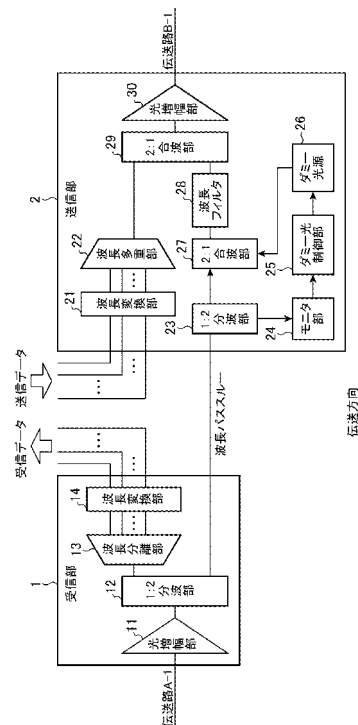 伝送路A-1
1
受信部
11
光増幅部
12
1:2
分波部
13
波長分離部
14
波長変換部
受信データ
送信データ
波長パススルー
2
送信部
21
波長変換部
22
波長多重部
23
1:2
分波部
24
モニタ部
25
ダミー光制御部
26
ダミー光源
27
2:1
合波部
28
波長フィルタ
29
2:1
合波部
30
光増幅部
伝送路B-1
伝送方向